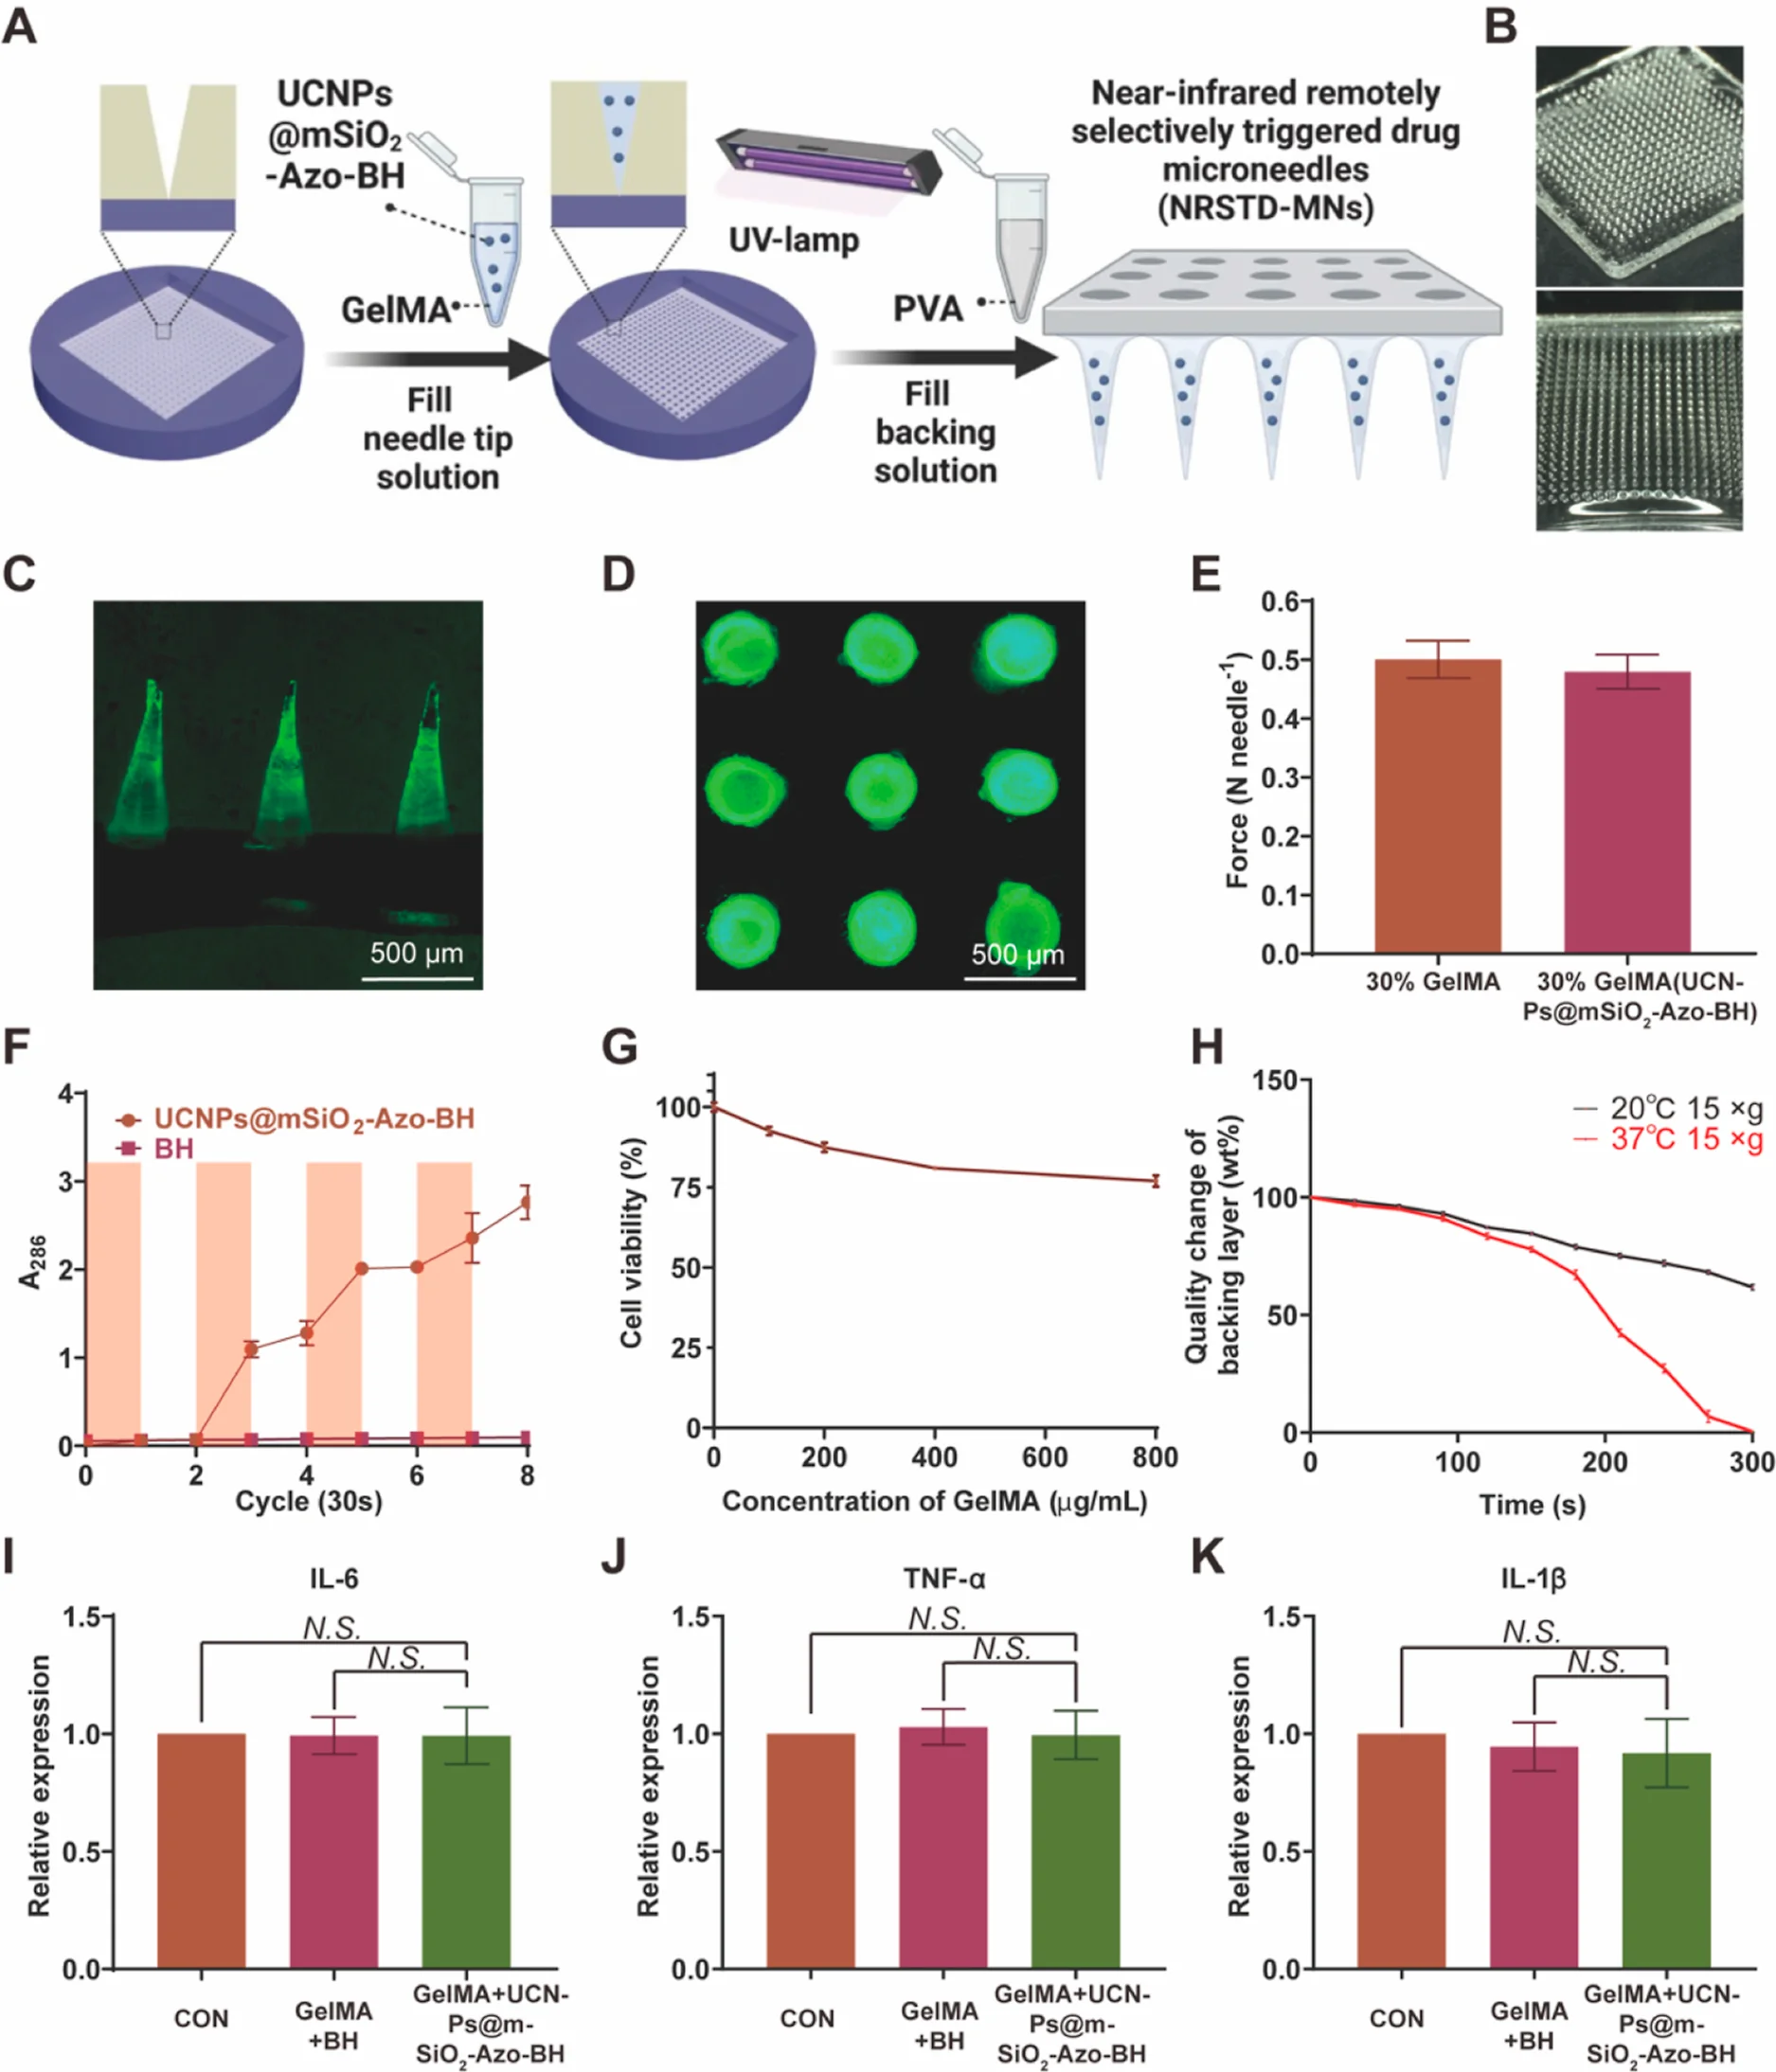 A
UCNPs
@mSiO2
-Azo-BH
GelMA
Fill
needle tip
solution
UV-lamp
PVA
Fill
backing
solution
Near-infrared remotely
selectively triggered drug
microneedles
(NRSTD-MNs)
B
C
500 μm
D
500 μm
E
Force (N needle-1)
0.6
0.5
0.4
0.3
0.2
0.1
0.0
30% GelMA
30% GelMA(UCN-
Ps@mSiO2-Azo-BH)
F
UCNPs@mSiO2-Azo-BH
BH
A286
4
3
2
1
0
0 2 4 6 8
Cycle (30s)
G
Cell viability (%)
100
75
50
25
0
0 200 400 600 800
Concentration of GelMA (μg/mL)
H
20℃ 15 ×g
37℃ 15 ×g
Quality change of
backing layer (wt%)
150
100
50
0
0 100 200 300
Time (s)
I
IL-6
N.S.
N.S.
Relative expression
1.5
1.0
0.5
0.0
CON
GelMA
+BH
GelMA+UCN-
Ps@m-
SiO2-Azo-BH
J
TNF-α
N.S.
N.S.
Relative expression
1.5
1.0
0.5
0.0
CON
GelMA
+BH
GelMA+UCN-
Ps@m-
SiO2-Azo-BH
K
IL-1β
N.S.
N.S.
Relative expression
1.5
1.0
0.5
0.0
CON
GelMA
+BH
GelMA+UCN-
Ps@m-
SiO2-Azo-BH